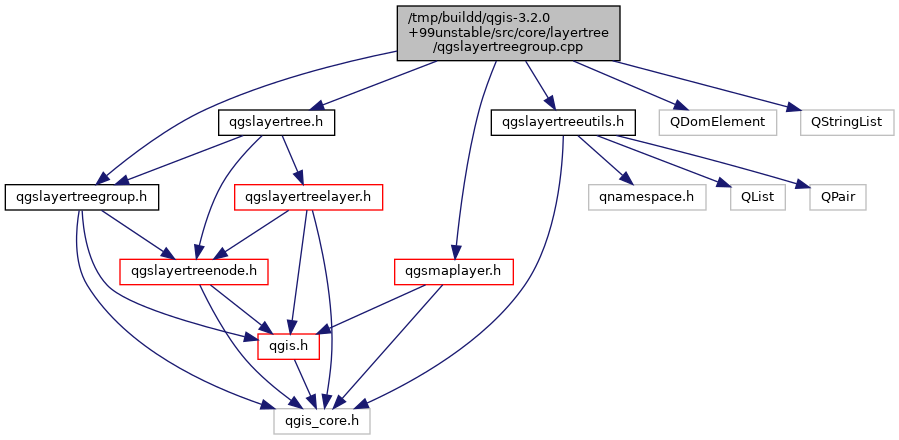 /tmp/buildd/qgis-3.2.0
+99unstable/src/core/layertree
/qgslayertreegroup.cpp
qgslayertree.h
qgslayertreeutils.h
QDomElement
QStringList
qgslayertreegroup.h
qgslayertreelayer.h
qnamespace.h
QList
QPair
qgslayertreenode.h
qgsmaplayer.h
qgis.h
qgis_core.h